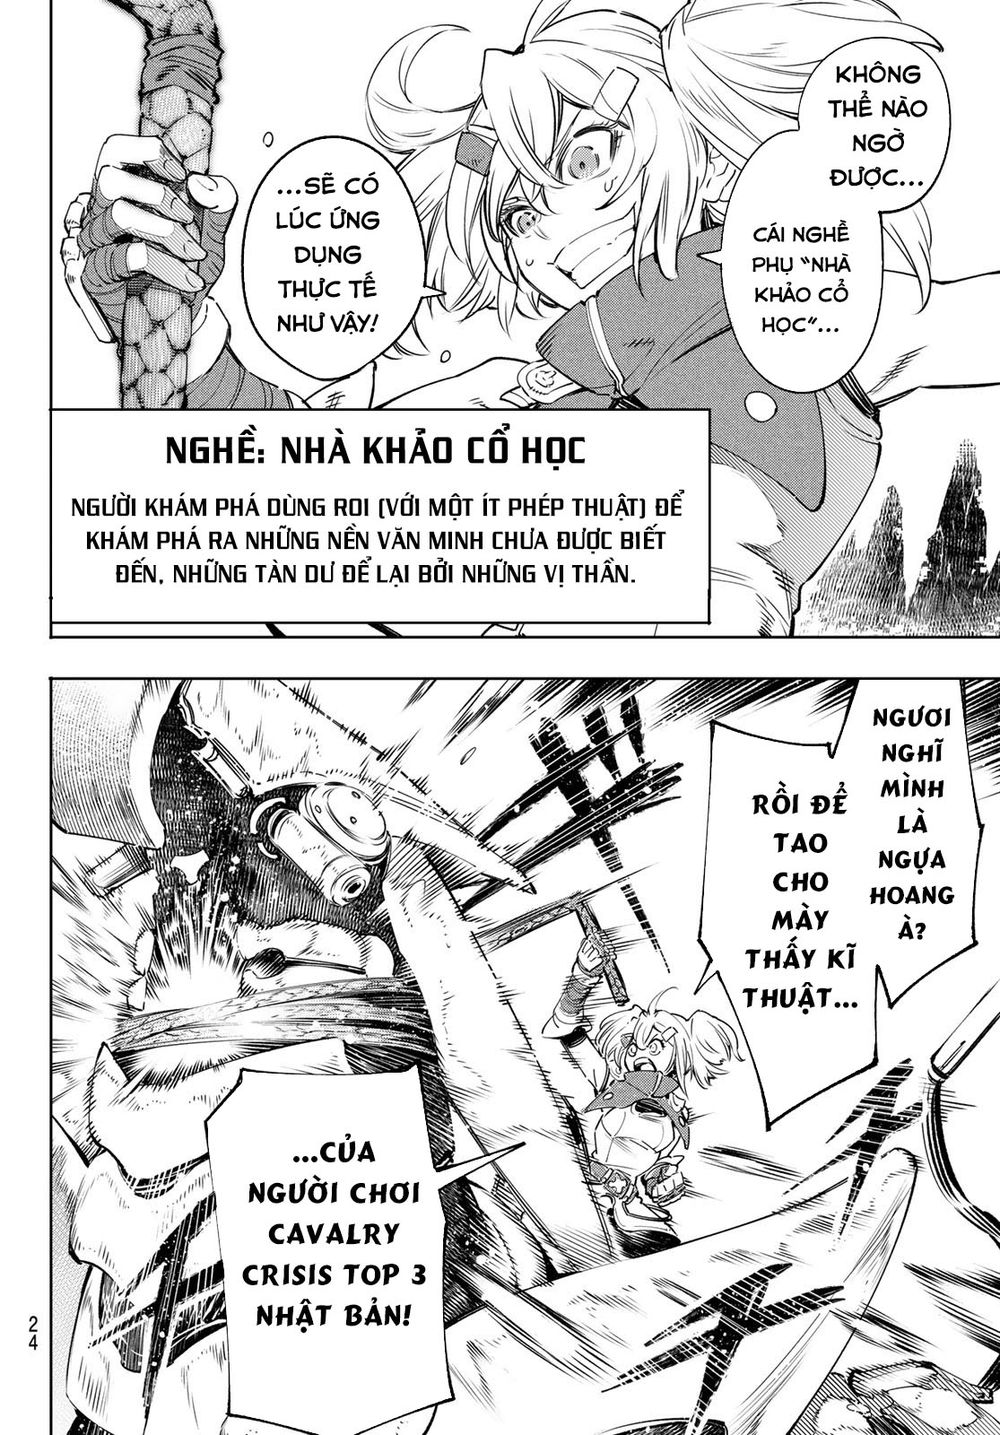 KHÔNG
THỂ NÀO
NGỜ
ĐƯỢC...
CÁI NGHỀ
PHỤ "NHÀ
KHẢO CỔ
HỌC"...
...SẼ CÓ
LÚC ỨNG
DỤNG
THỰC TẾ
NHƯ VẬY!
NGHỀ: NHÀ KHẢO CỔ HỌC
NGƯỜI KHÁM PHÁ DÙNG ROI (VỚI MỘT ÍT PHÉP THUẬT) ĐỂ
KHÁM PHÁ RA NHỮNG NỀN VĂN MINH CHƯA ĐƯỢC BIẾT
ĐẾN, NHỮNG TÀN DƯ ĐỂ LẠI BỞI NHỮNG VỊ THẦN.
NGƯƠI
NGHĨ
MÌNH
LÀ
NGỰA
HOANG
À?
RỒI ĐỂ
TAO
CHO
MÀY
THẤY KĨ
THUẬT...
...CỦA
NGƯỜI CHƠI
CAVALRY
CRISIS TOP 3
NHẬT BẢN!
24